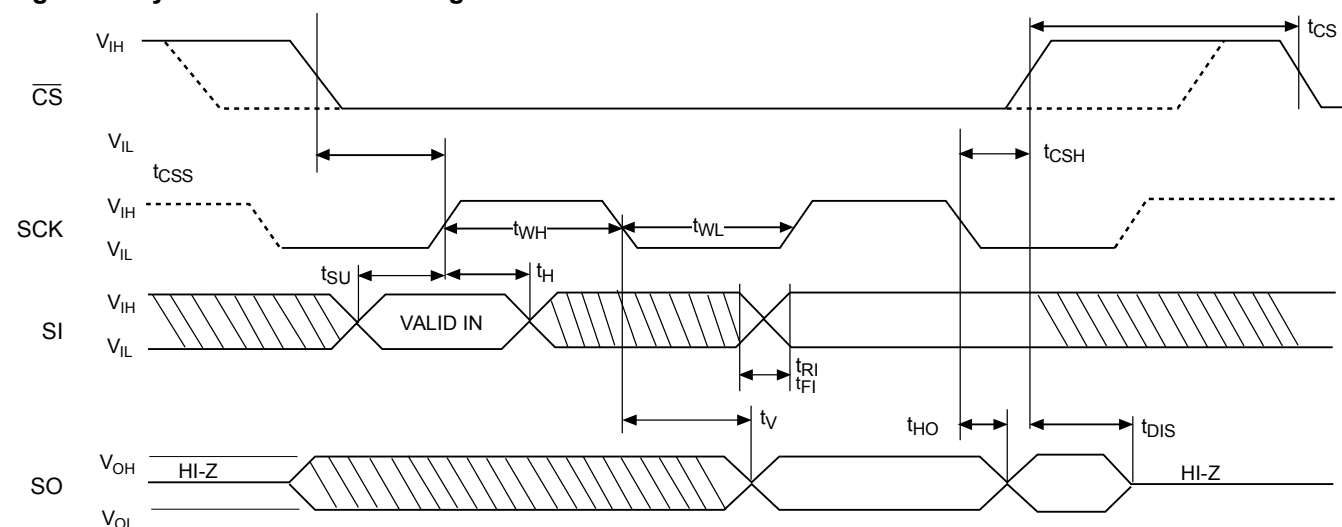 VIH
tCS
CS
VIL
tCSH
tCSS
VIH
SCK
tWH
tWL
VIL
tSU
tH
VIH
SI
VALID IN
VIL
tRI
tFI
tV
tHO
tDIS
VOH
HI-Z
HI-Z
SO
VOL